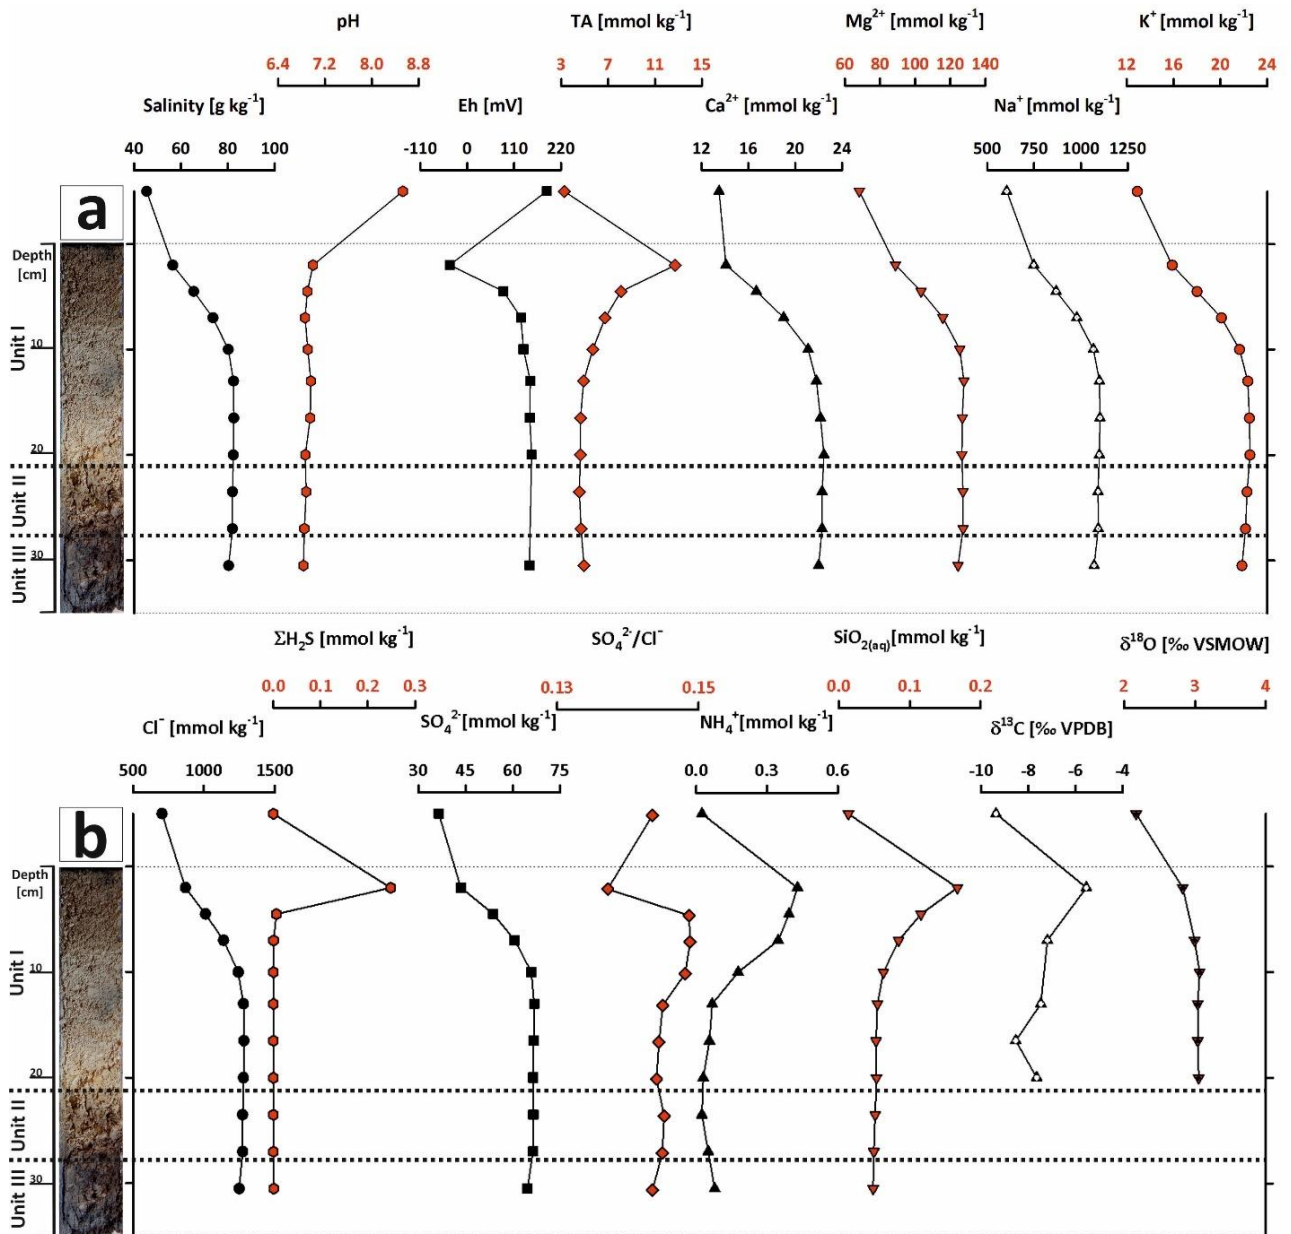 pH TA [mmol kg⁻¹] Mg²⁺ [mmol kg⁻¹] K⁺ [mmol kg⁻¹]
6.4 7.2 8.0 8.8 3 7 11 15 60 80 100 120 140 12 16 20 24
Salinity [g kg⁻¹] Eh [mV] Ca²⁺ [mmol kg⁻¹] Na⁺ [mmol kg⁻¹]
40 60 80 100 -110 0 110 220 12 16 20 24 500 750 1000 1250
a
Depth
[cm]
Unit I
10
20
Unit II
Unit III
30
ΣH₂S [mmol kg⁻¹] SO₄²⁻/Cl⁻ SiO₂₍aq₎[mmol kg⁻¹] δ¹⁸O [‰ VSMOW]
0.0 0.1 0.2 0.3 0.13 0.15 0.0 0.1 0.2 2 3 4
Cl⁻ [mmol kg⁻¹] SO₄²⁻[mmol kg⁻¹] NH₄⁺[mmol kg⁻¹] δ¹³C [‰ VPDB]
500 1000 1500 30 45 60 75 0.0 0.3 0.6 -10 -8 -6 -4
b
Depth
[cm]
Unit I
10
20
Unit II
Unit III
30